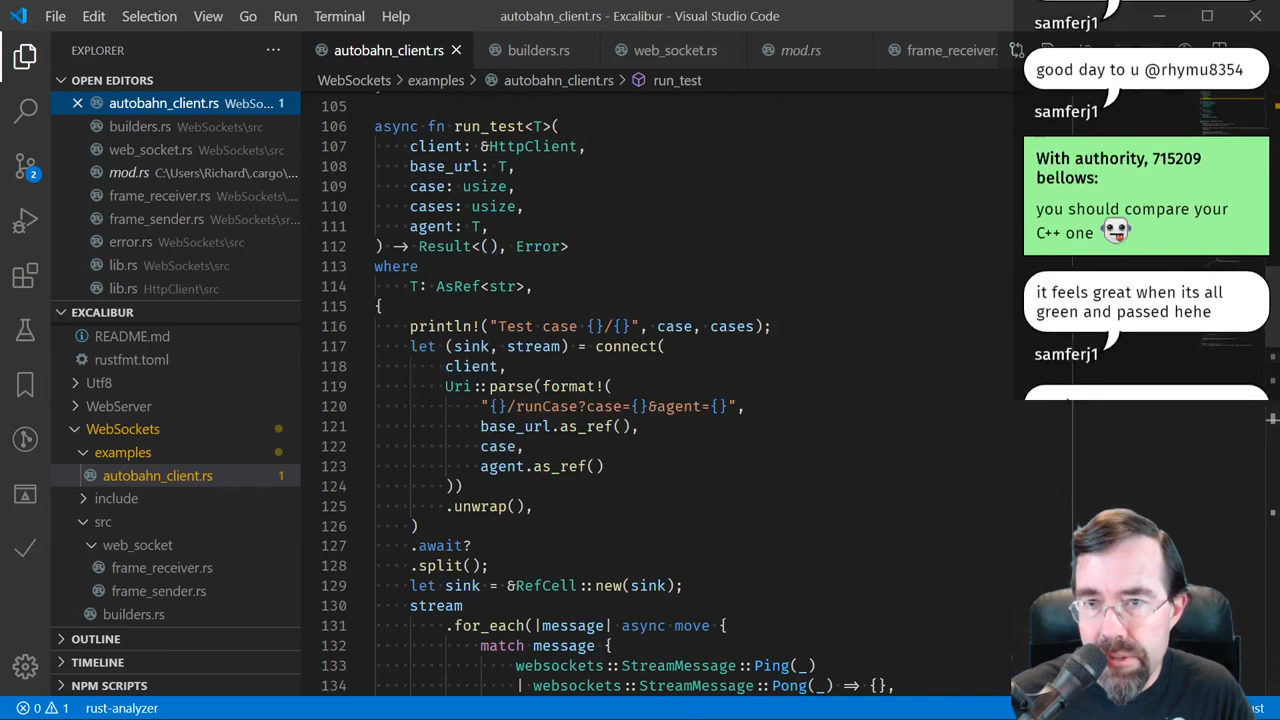 File Edit Selection View Go Run Terminal Help
autobahn_client.rs - Excalibur - Visual Studio Code
EXPLORER
OPEN EDITORS
autobahn_client.rs WebSo... 1
builders.rs WebSockets\src
web_socket.rs WebSockets\src
mod.rs C:\Users\Richard\.cargo\...
frame_receiver.rs WebSockets\...
frame_sender.rs WebSockets\...
error.rs WebSockets\src
lib.rs WebSockets\src
lib.rs HttpClient\src
EXCALIBUR
README.md
rustfmt.toml
Utf8
WebServer
WebSockets
examples
autobahn_client.rs 1
include
src
web_socket
frame_receiver.rs
frame_sender.rs
builders.rs
OUTLINE
TIMELINE
NPM SCRIPTS
2
autobahn_client.rs builders.rs web_socket.rs mod.rs frame_receiver.
WebSockets > examples > autobahn_client.rs > run_test
105
106 async fn run_test<T>(
107 client: &HttpClient,
108 base_url: T,
109 case: usize,
110 cases: usize,
111 agent: T,
112 ) -> Result<(), Error>
113 where
114 T: AsRef<str>,
115 {
116 println!("Test case {}/{}", case, cases);
117 let (sink, stream) = connect(
118 client,
119 Uri::parse(format!(
120 "{}/runCase?case={}&agent={}",
121 base_url.as_ref(),
122 case,
123 agent.as_ref()
124 ))
125 .unwrap(),
126 )
127 .await?
128 .split();
129 let sink = &RefCell::new(sink);
130 stream
131 .for_each(|message| async move {
132 match message {
133 websockets::StreamMessage::Ping(_)
134 | websockets::StreamMessage::Pong(_) => {},
samferj1
good day to u @rhymu8354
samferj1
With authority, 715209
bellows:
you should compare your
C++ one
it feels great when its all
green and passed hehe
samferj1
0 1 rust-analyzer